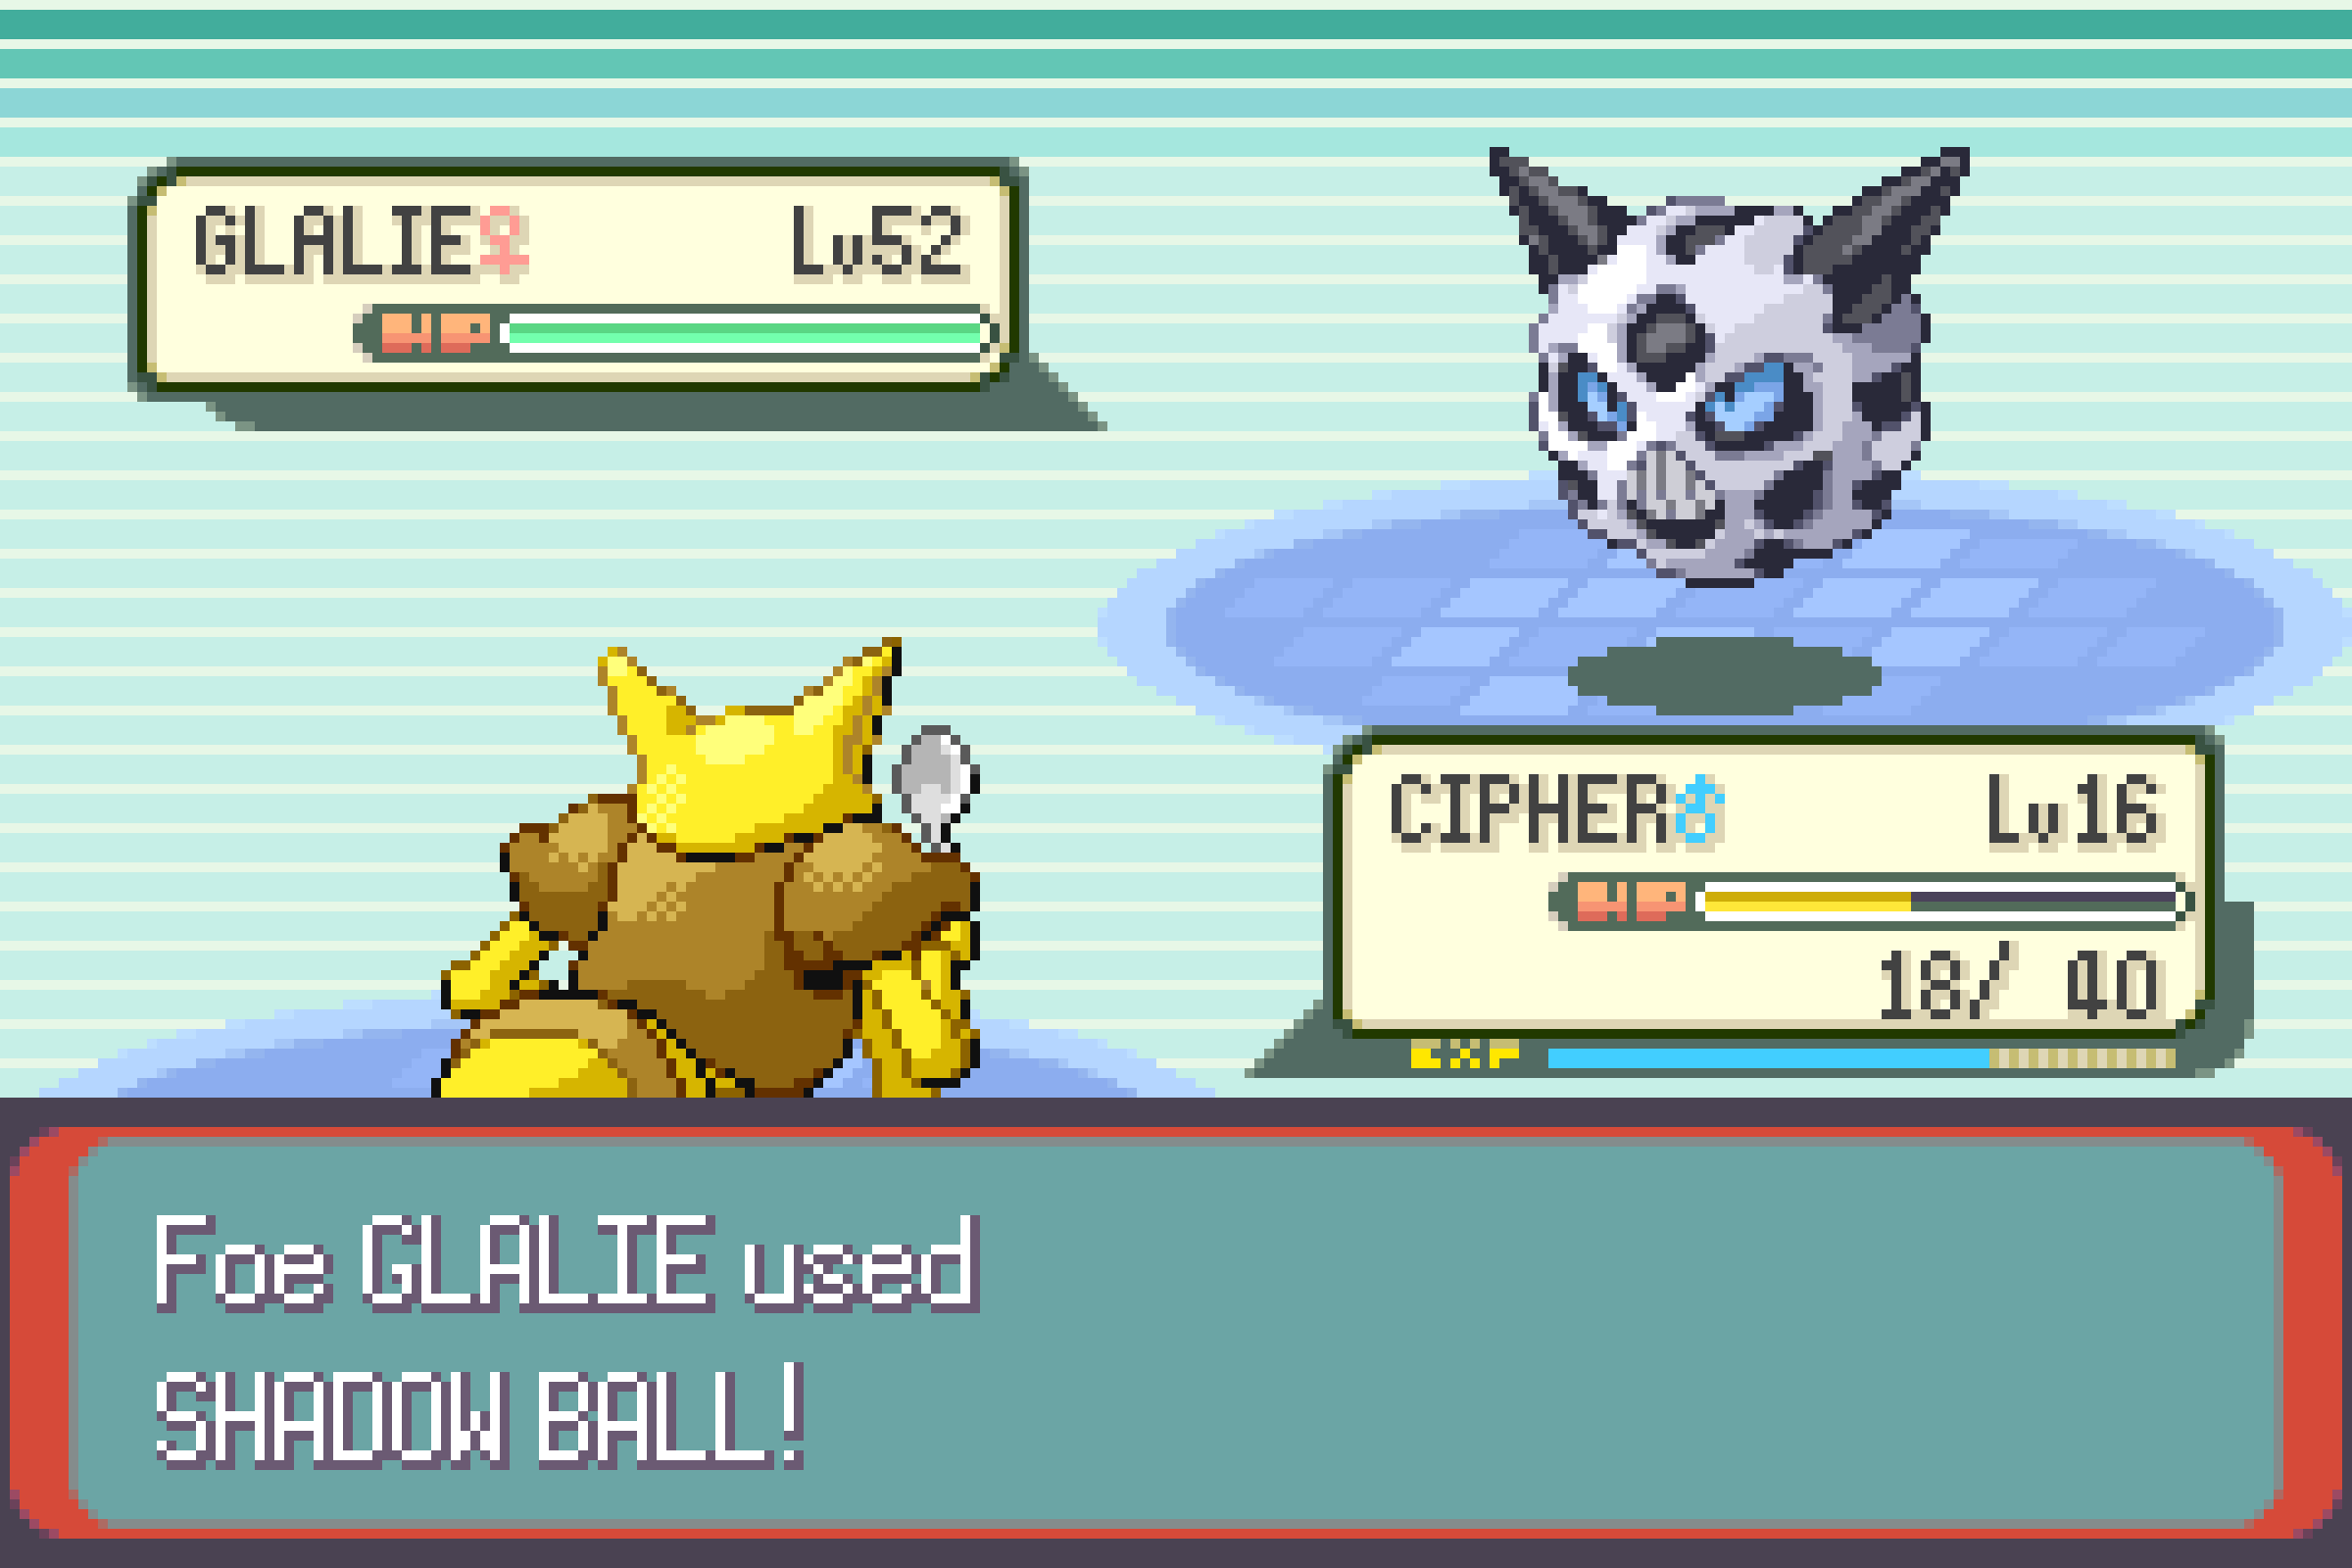 GLALIE♀ Lv52
HP
CIPHER♂ Lv16
HP
18/ 40
EXP
Foe GLALIE used
SHADOW BALL!